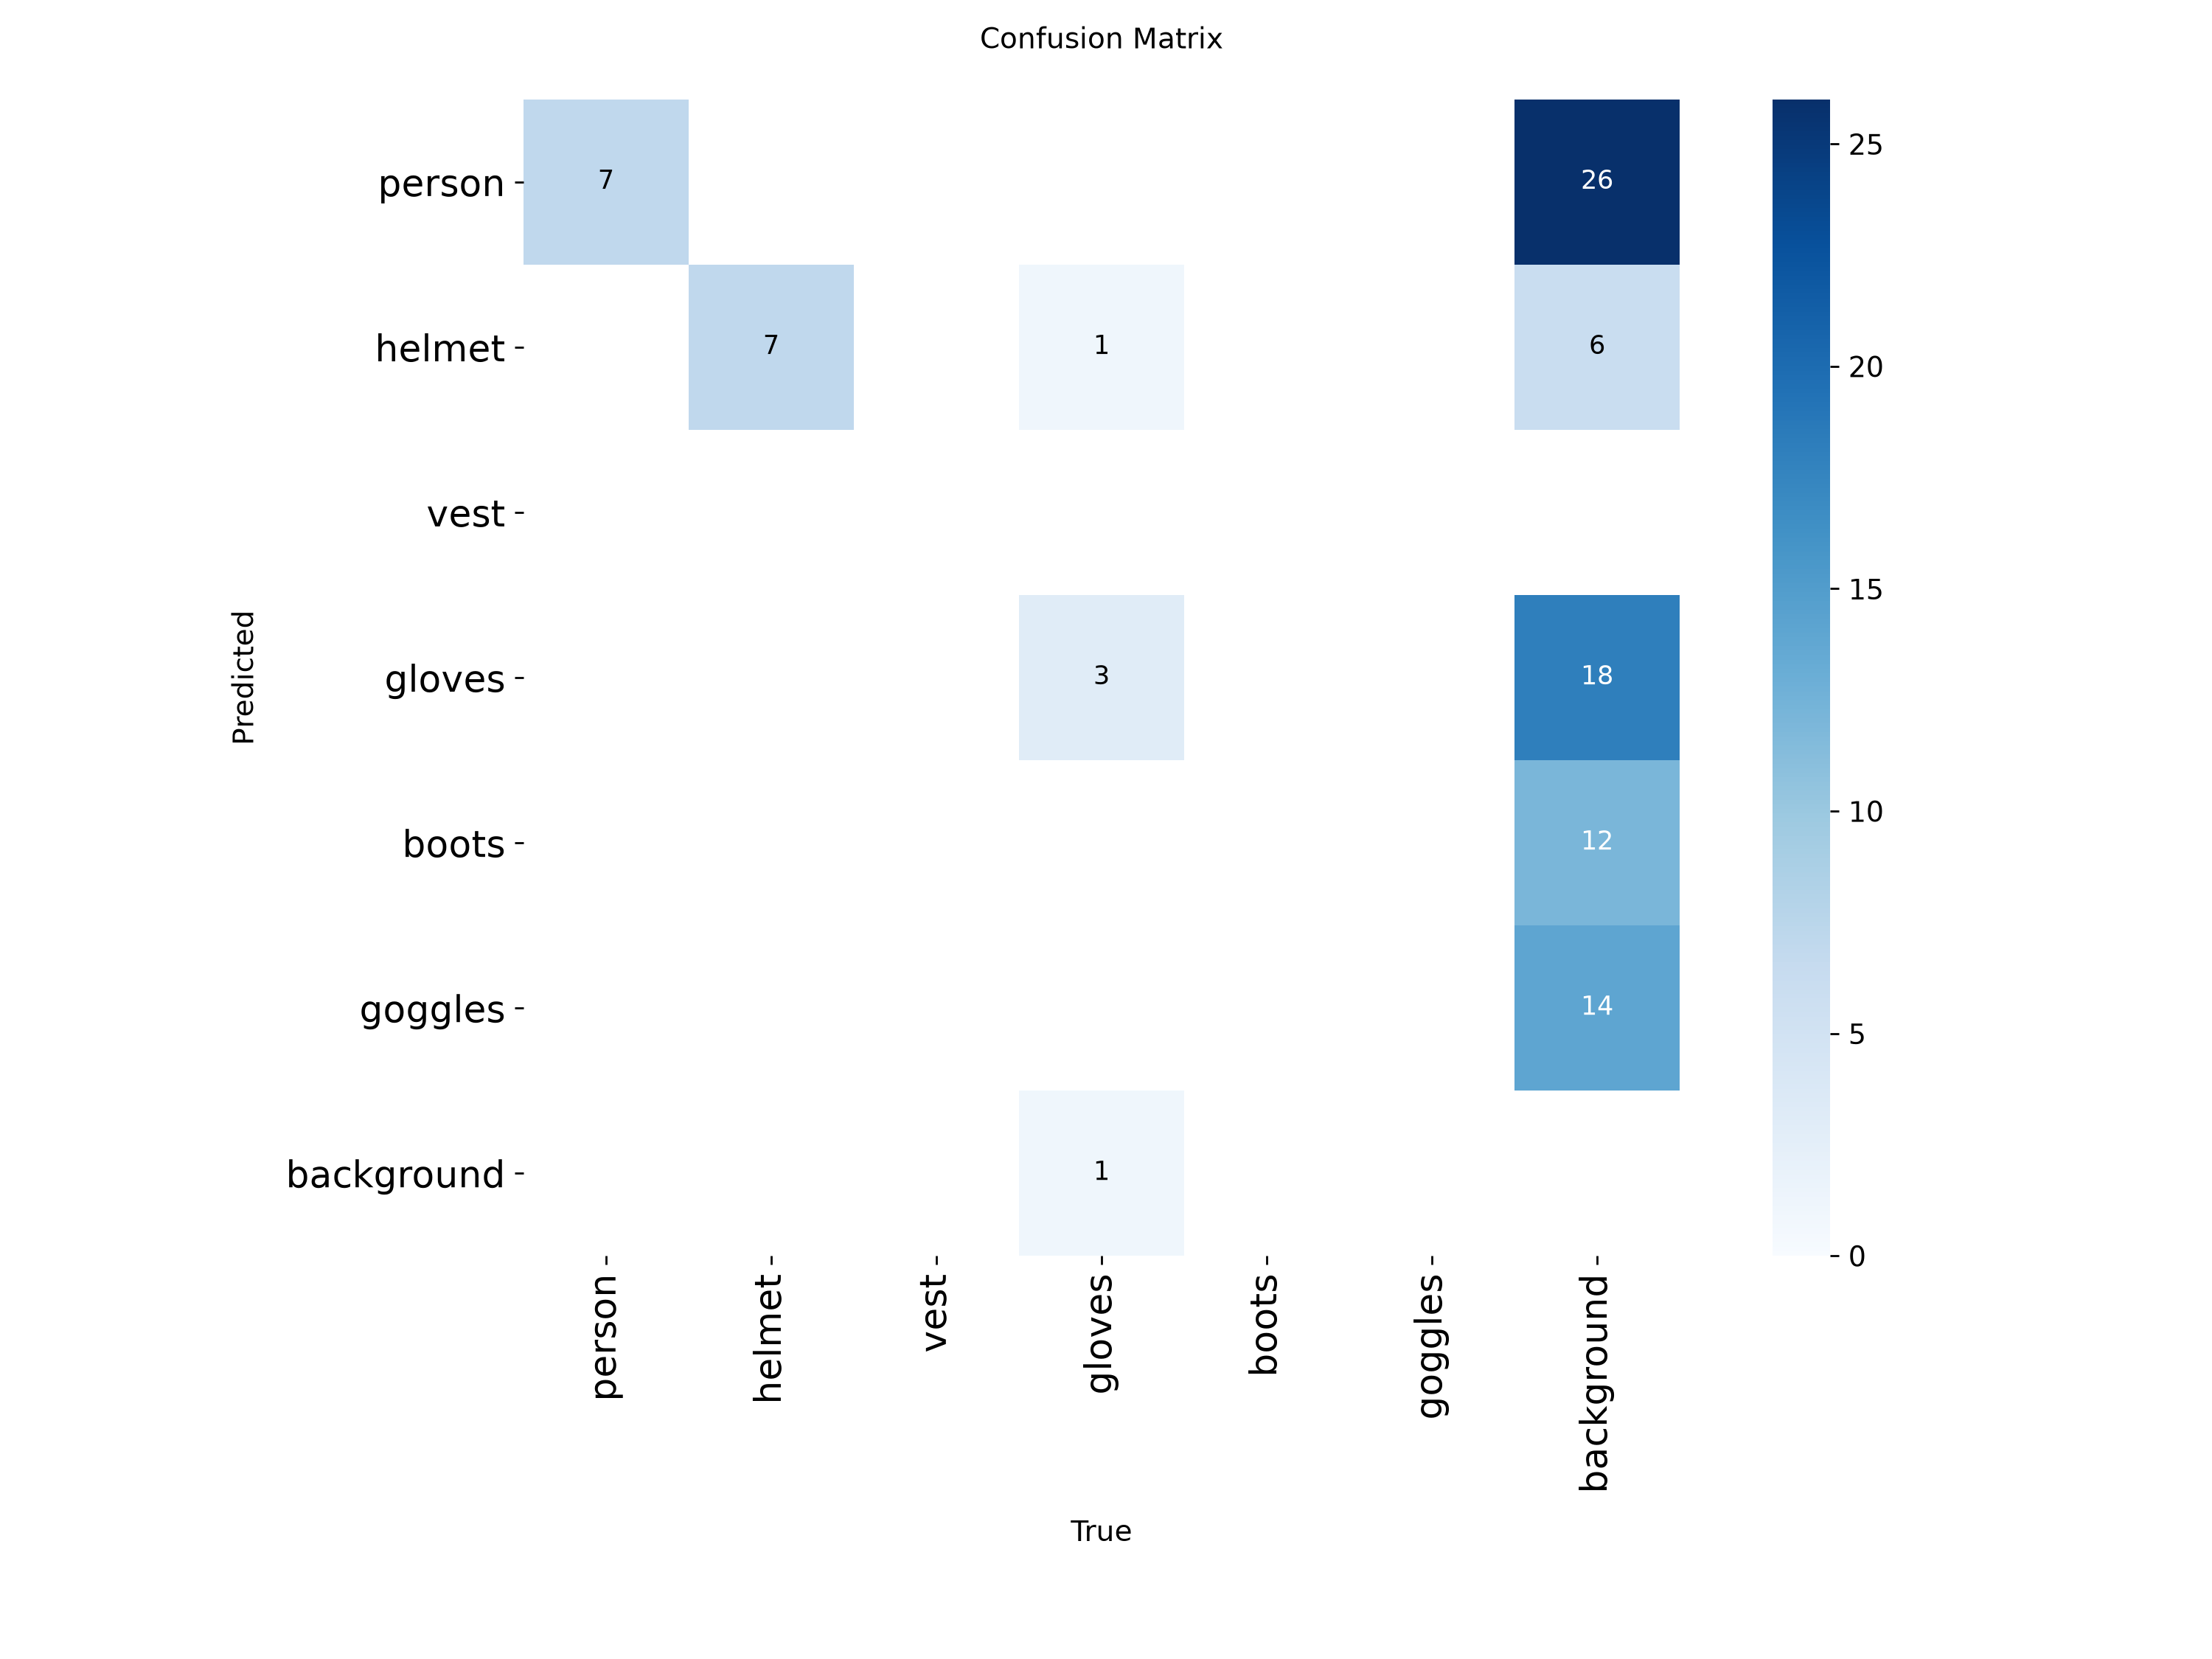 Confusion Matrix
person 7 26 25
helmet 7 1 6 20
vest
15
Predicted
gloves 3 18
boots 12 10
goggles 14 5
background 1 0
person helmet vest gloves boots goggles background
True